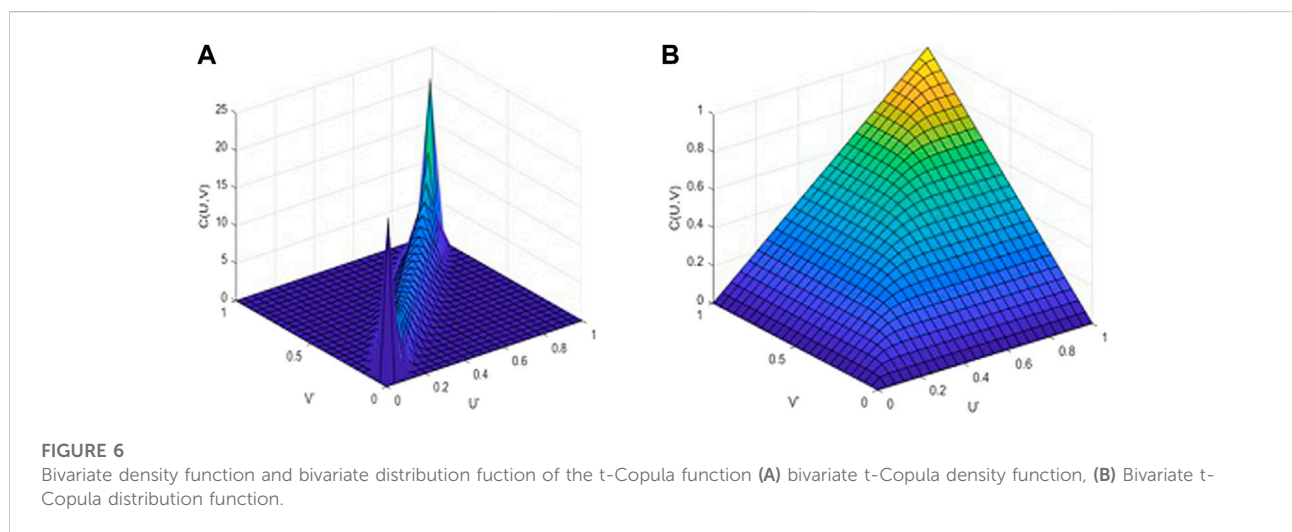 A
B
25
20
15
10
5
0
C(U,V)
1
0.5
0
V'
0
0.2
0.4
0.6
0.8
1
U'
1
0.8
0.6
0.4
0.2
0
C(U,V)
1
0.5
0
V'
0
0.2
0.4
0.6
0.8
1
U'
FIGURE 6
Bivariate density function and bivariate distribution fuction of the t-Copula function (A) bivariate t-Copula density function, (B) Bivariate t-
Copula distribution function.